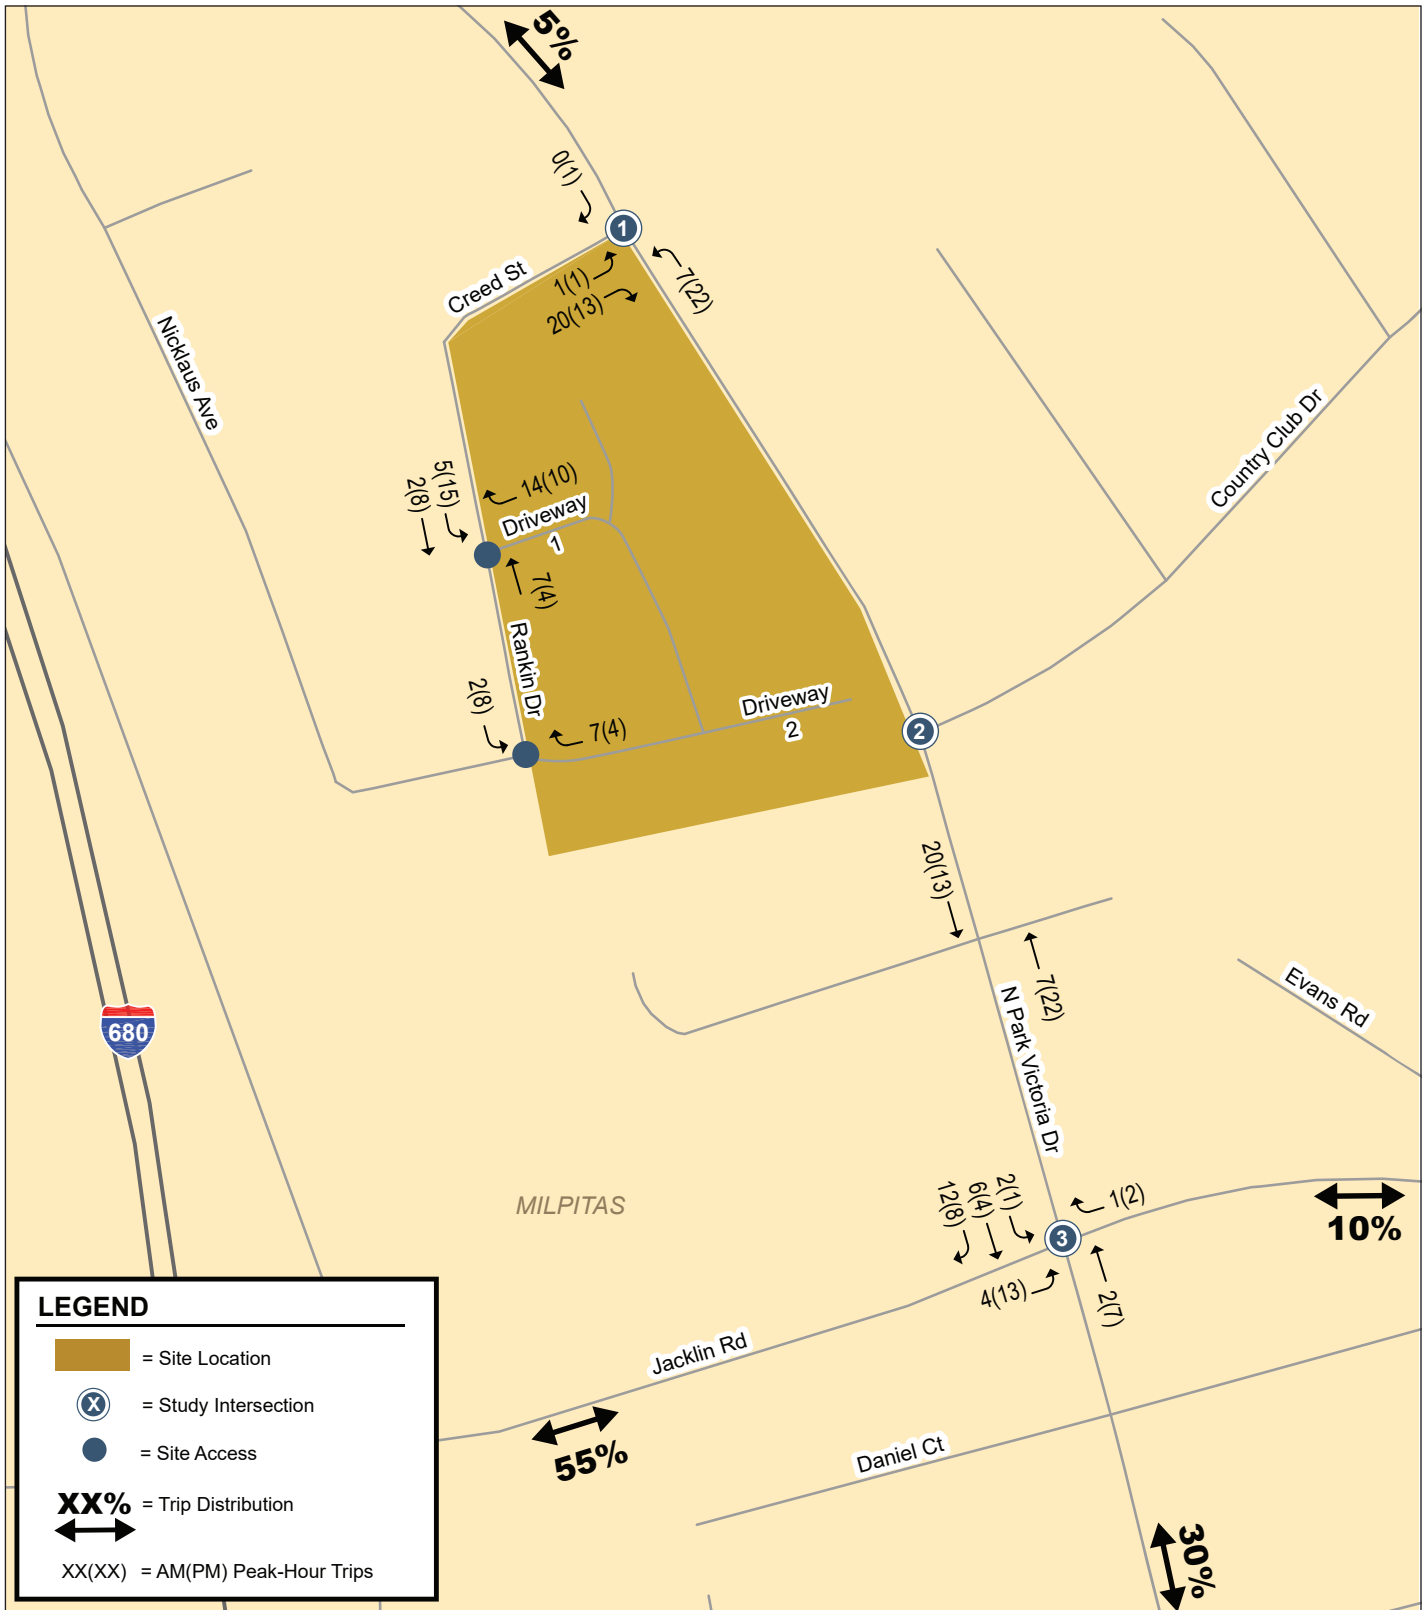 5%
0(1)
1
7(22)
1(1)
20(13)
Creed St
Nicklaus Ave
Country Club Dr
5(15)
2(8)
14(10)
Driveway
1
7(4)
Rankin Dr
2(8)
7(4)
Driveway
2
2
20(13)
7(22)
N Park Victoria Dr
Evans Rd
680
MILPITAS
2(1)
6(4)
12(8)
1(2)
3
10%
4(13)
2(7)
Jacklin Rd
55%
Daniel Ct
30%
LEGEND
= Site Location
X = Study Intersection
= Site Access
XX% = Trip Distribution
XX(XX) = AM(PM) Peak-Hour Trips